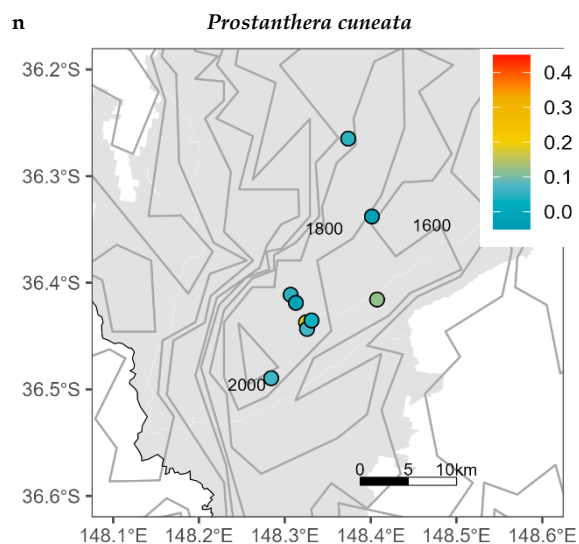 n Prostanthera cuneata
36.2°S
36.3°S
36.4°S
36.5°S
36.6°S
0.4
0.3
0.2
0.1
0.0
1800
1600
2000
0 5 10km
148.1°E 148.2°E 148.3°E 148.4°E 148.5°E 148.6°E